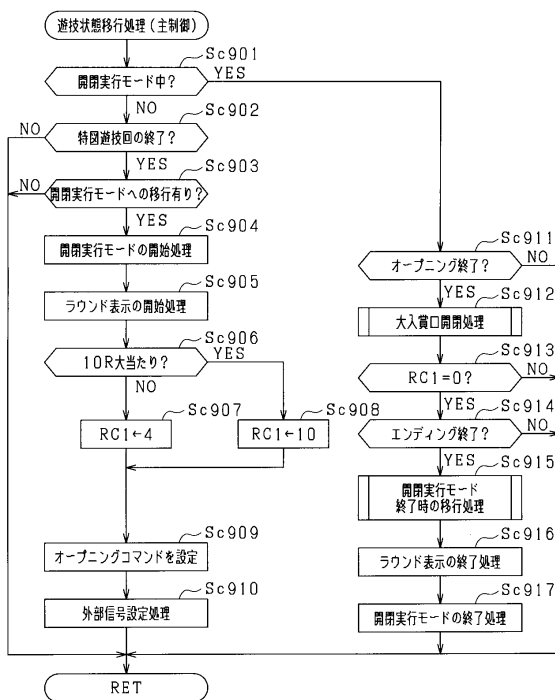 遊技状態移行処理(主制御)
Sc901
開閉実行モード中?
YES
NO
Sc902
特図遊技回の終了?
NO
YES
Sc903
開閉実行モードへの移行有り?
NO
YES
Sc904
開閉実行モードの開始処理
Sc905
ラウンド表示の開始処理
Sc906
10R大当たり?
YES
NO
Sc907
RC1←4
Sc908
RC1←10
Sc909
オープニングコマンドを設定
Sc910
外部信号設定処理
RET
Sc911
オープニング終了?
NO
YES
Sc912
大入賞口開閉処理
Sc913
RC1=0?
NO
YES
Sc914
エンディング終了?
NO
YES
Sc915
開閉実行モード
終了時の移行処理
Sc916
ラウンド表示の終了処理
Sc917
開閉実行モードの終了処理